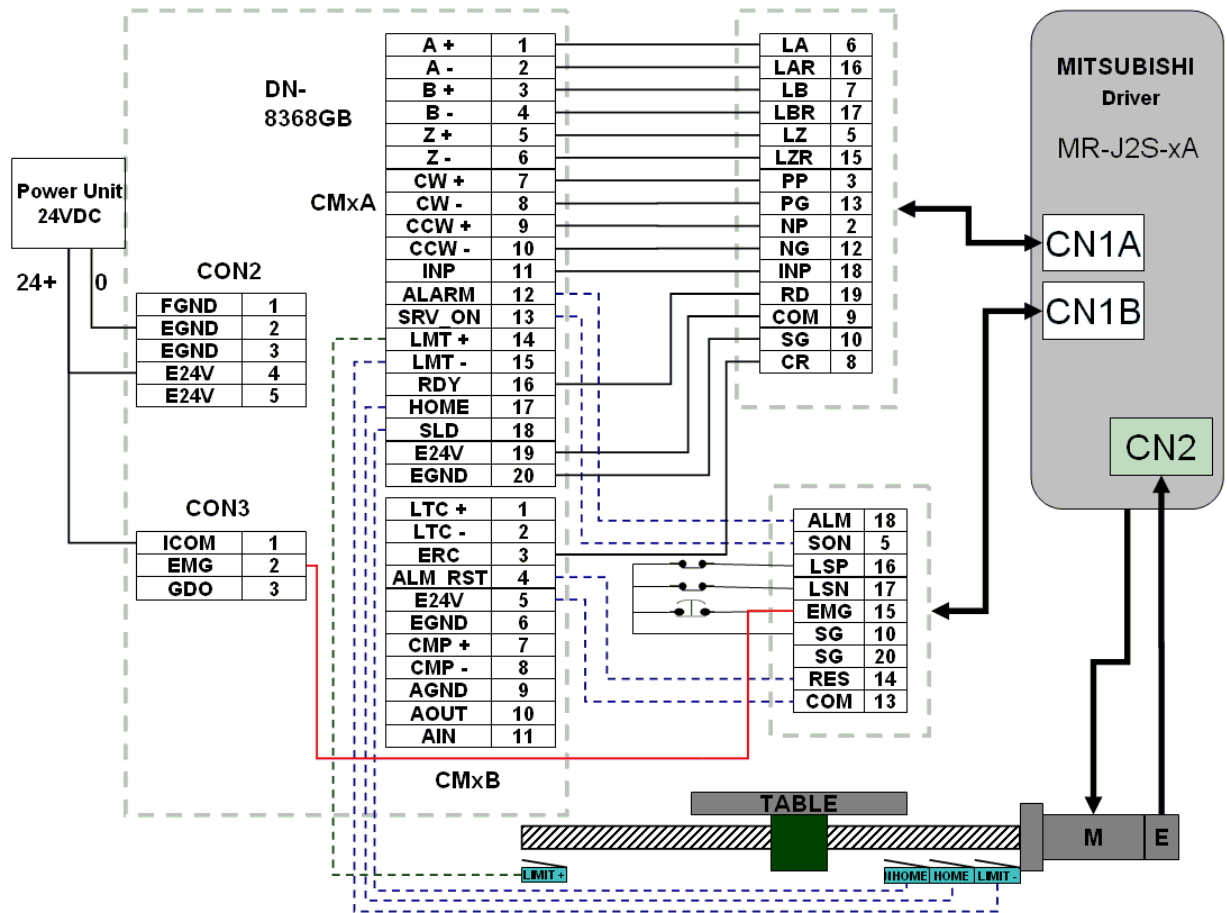 DN-
8368GB
CMxA
A + 1
A - 2
B + 3
B - 4
Z + 5
Z - 6
CW + 7
CW - 8
CCW + 9
CCW - 10
INP 11
ALARM 12
SRV_ON 13
LMT + 14
LMT - 15
RDY 16
HOME 17
SLD 18
E24V 19
EGND 20
LA 6
LAR 16
LB 7
LBR 17
LZ 5
LZR 15
PP 3
PG 13
NP 2
NG 12
INP 18
RD 19
COM 9
SG 10
CR 8
MITSUBISHI
Driver
MR-J2S-xA
CN1A
CN1B
CN2
Power Unit
24VDC
24+ 0
CON2
FGND 1
EGND 2
EGND 3
E24V 4
E24V 5
CON3
ICOM 1
EMG 2
GDO 3
LTC + 1
LTC - 2
ERC 3
ALM_RST 4
E24V 5
EGND 6
CMP + 7
CMP - 8
AGND 9
AOUT 10
AIN 11
CMxB
ALM 18
SON 5
LSP 16
LSN 17
EMG 15
SG 10
SG 20
RES 14
COM 13
TABLE
M E
LIMIT + HOME LIMIT -